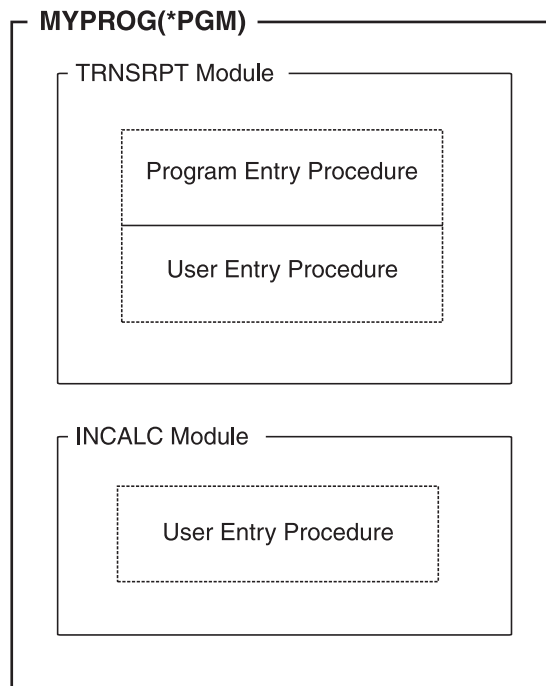 MYPROG(*PGM)
TRNSRPT Module
Program Entry Procedure
User Entry Procedure
INCALC Module
User Entry Procedure